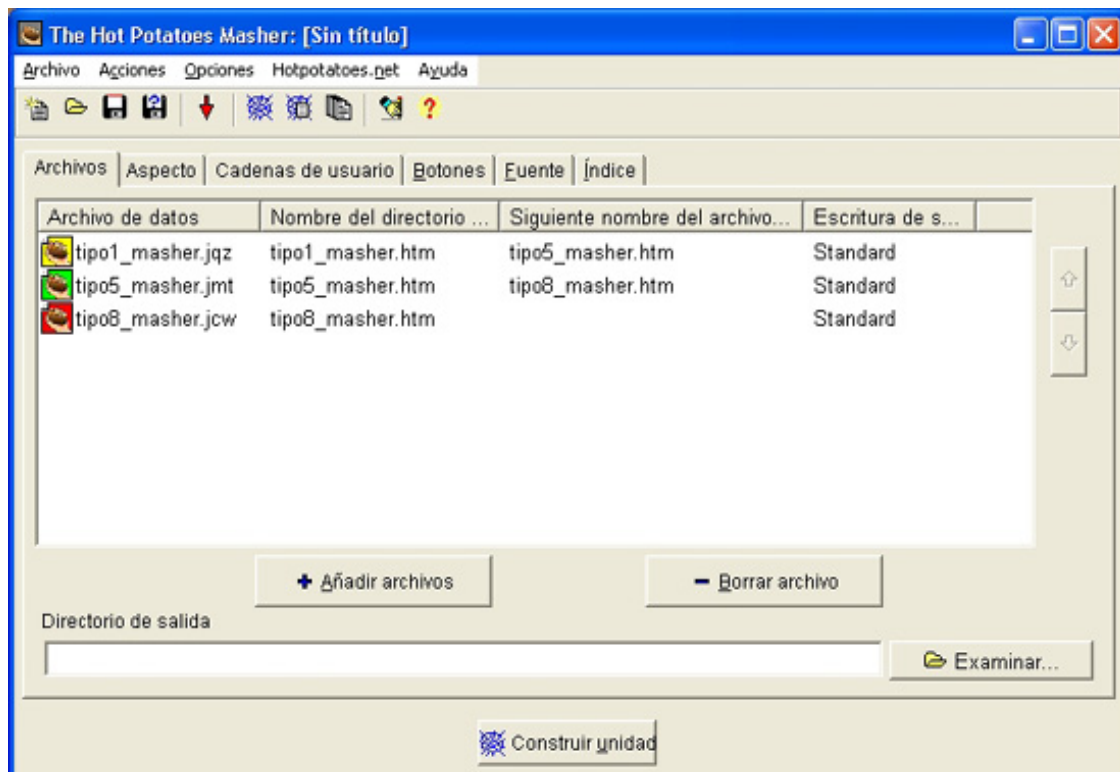 The Hot Potatoes Masher: [Sin título]
Archivo Acciones Opciones Hotpotatoes.net Ayuda
Archivos Aspecto Cadenas de usuario Botones Fuente Índice
Archivo de datos Nombre del directorio ... Siguiente nombre del archivo... Escritura de s...
tipo1_masher.jqz tipo1_masher.htm tipo5_masher.htm Standard
tipo5_masher.jmt tipo5_masher.htm tipo8_masher.htm Standard
tipo8_masher.jcw tipo8_masher.htm Standard
+ Añadir archivos - Borrar archivo
Directorio de salida
Examinar...
Construir unidad